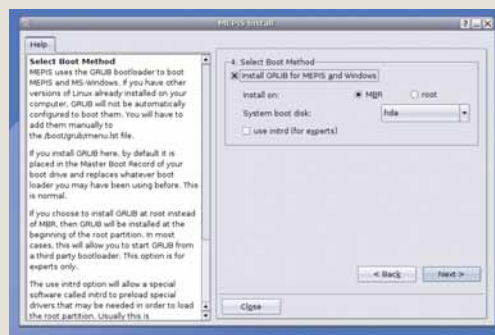 MEPIS Install
Help
Select Boot Method
MEPIS uses the GRUB bootloader to boot
MEPIS and MS-Windows. If you have other
versions of Linux already installed on your
computer, GRUB will not be automatically
configured to boot them. You will have to
add them manually to
the /boot/grub/menu.lst file.
If you install GRUB here, by default it is
placed in the Master Boot Record of your
boot drive and replaces whatever boot
loader you may have been using before. This
is normal.
If you choose to install GRUB at root instead
of MBR, then GRUB will be installed at the
beginning of the root partition. In most
cases, this will allow you to start GRUB from
a third party bootloader. This option is for
experts only.
The use intrd option will allow a special
software called intrd to preload special
drivers that may be needed in order to load
the root partition. Usually this is
4. Select Boot Method
Install GRUB for MEPIS and Windows
Install on: MBR root
System boot disk: hda
use intrd (for experts)
< Back Next >
Close